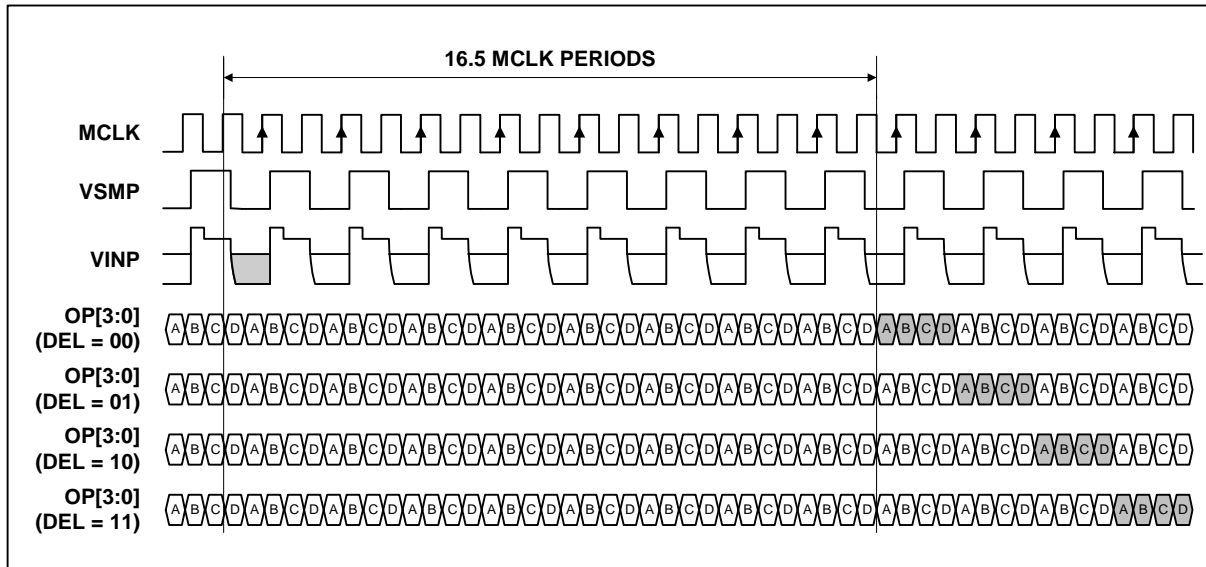 16.5 MCLK PERIODS
MCLK
VSMP
VINP
OP[3:0]
(DEL = 00)
A B C D A B C D A B C D A B C D A B C D A B C D A B C D A B C D A B C D A B C D A B C D A B C D A B C D
OP[3:0]
(DEL = 01)
A B C D A B C D A B C D A B C D A B C D A B C D A B C D A B C D A B C D A B C D A B C D A B C D A B C D
OP[3:0]
(DEL = 10)
A B C D A B C D A B C D A B C D A B C D A B C D A B C D A B C D A B C D A B C D A B C D A B C D A B C D
OP[3:0]
(DEL = 11)
A B C D A B C D A B C D A B C D A B C D A B C D A B C D A B C D A B C D A B C D A B C D A B C D A B C D